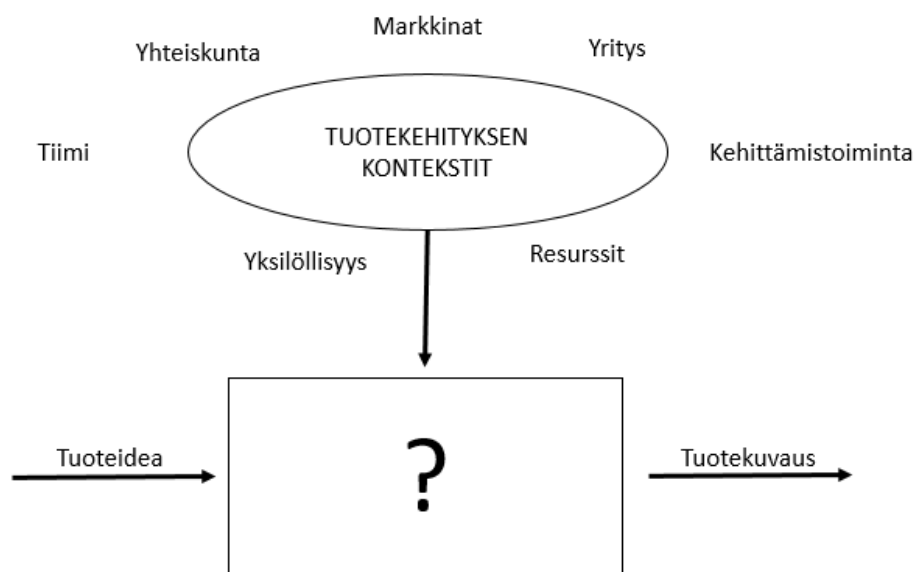 Markkinat
Yhteiskunta
Yritys
Tiimi
TUOTEKEHITYKSEN
KONTEKSTIT
Kehittämistoiminta
Yksilöllisyys
Resurssit
Tuoteidea
?
Tuotekuvaus